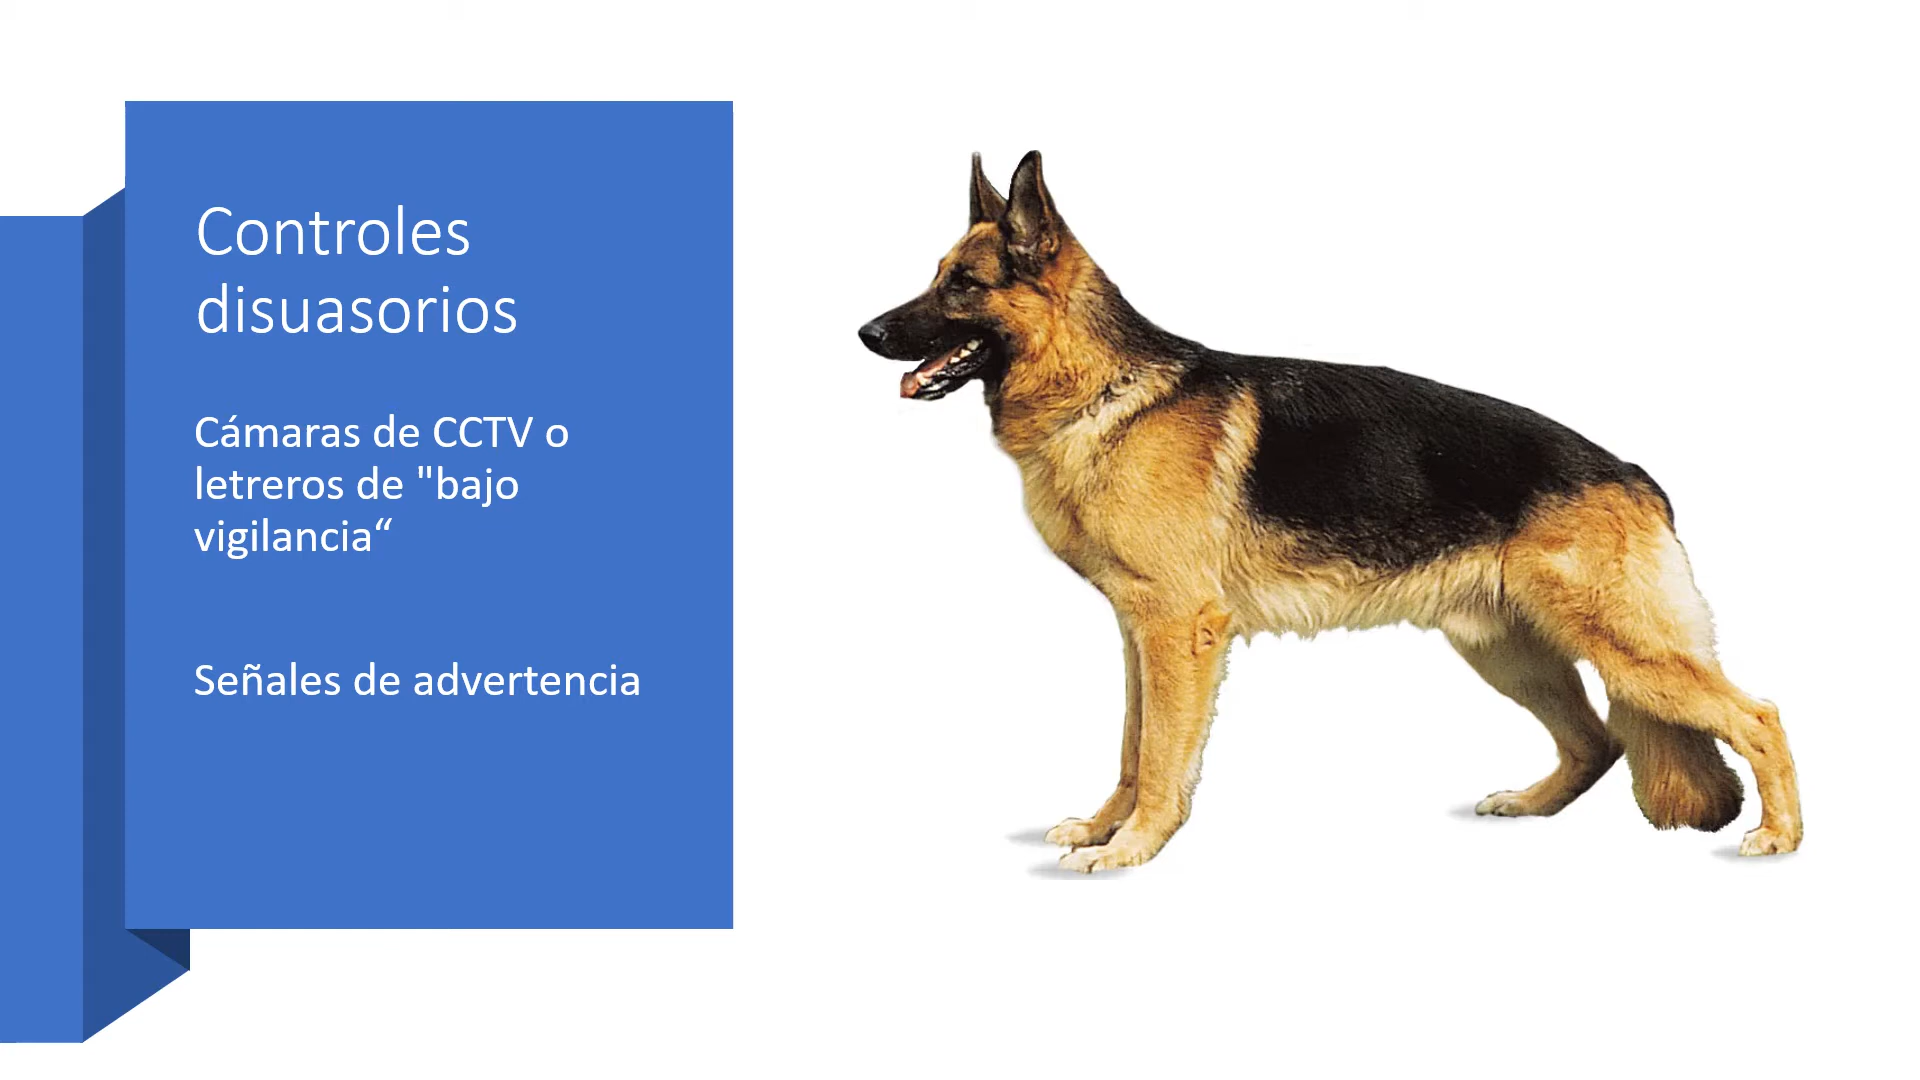 Controles
disuasorios
Cámaras de CCTV o
letreros de "bajo
vigilancia“
Señales de advertencia